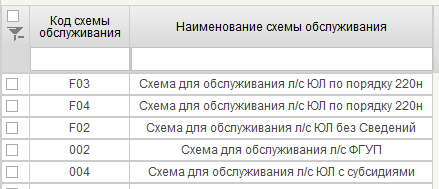 Код схемы обслуживания Наименование схемы обслуживания
F03 Схема для обслуживания л/с ЮЛ по порядку 220н
F04 Схема для обслуживания л/с ЮЛ по порядку 220н
F02 Схема для обслуживания л/с ЮЛ без Сведений
002 Схема для обслуживания л/с ФГУП
004 Схема для обслуживания л/с ЮЛ с субсидиями